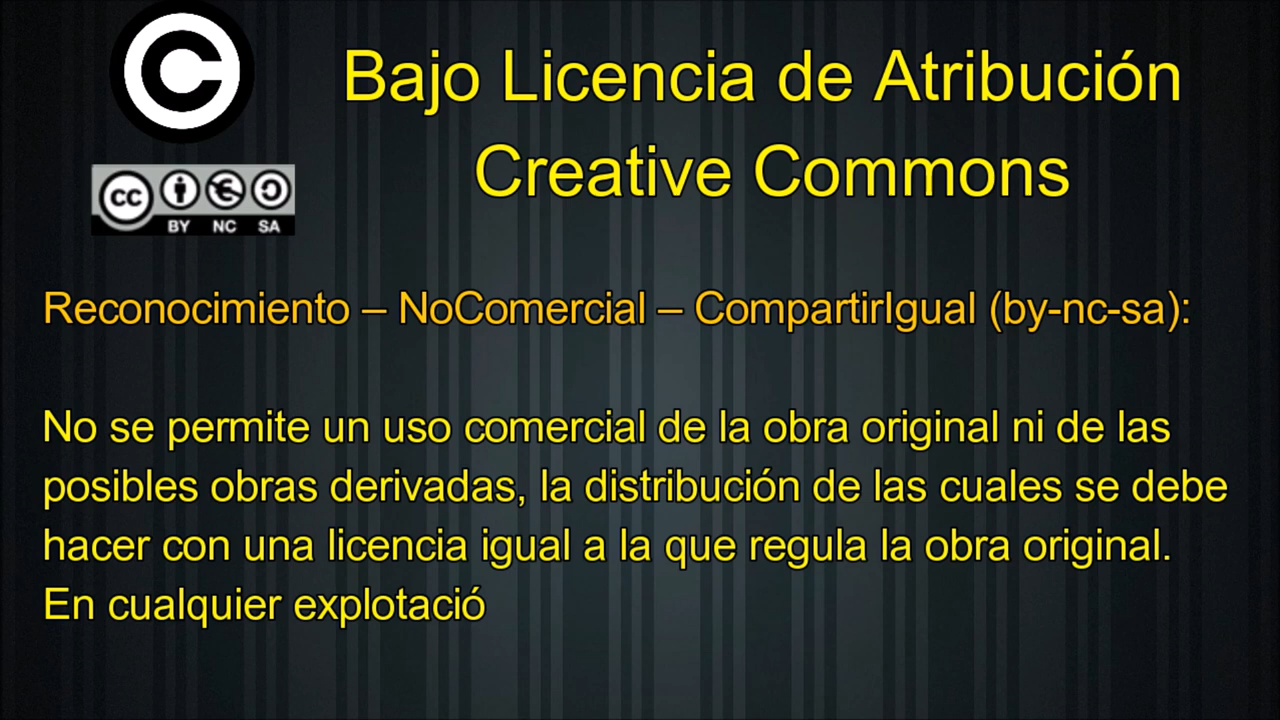 Bajo Licencia de Atribución
Creative Commons
cc
BY NC SA
Reconocimiento – NoComercial – CompartirIgual (by-nc-sa):
No se permite un uso comercial de la obra original ni de las
posibles obras derivadas, la distribución de las cuales se debe
hacer con una licencia igual a la que regula la obra original.
En cualquier explotació